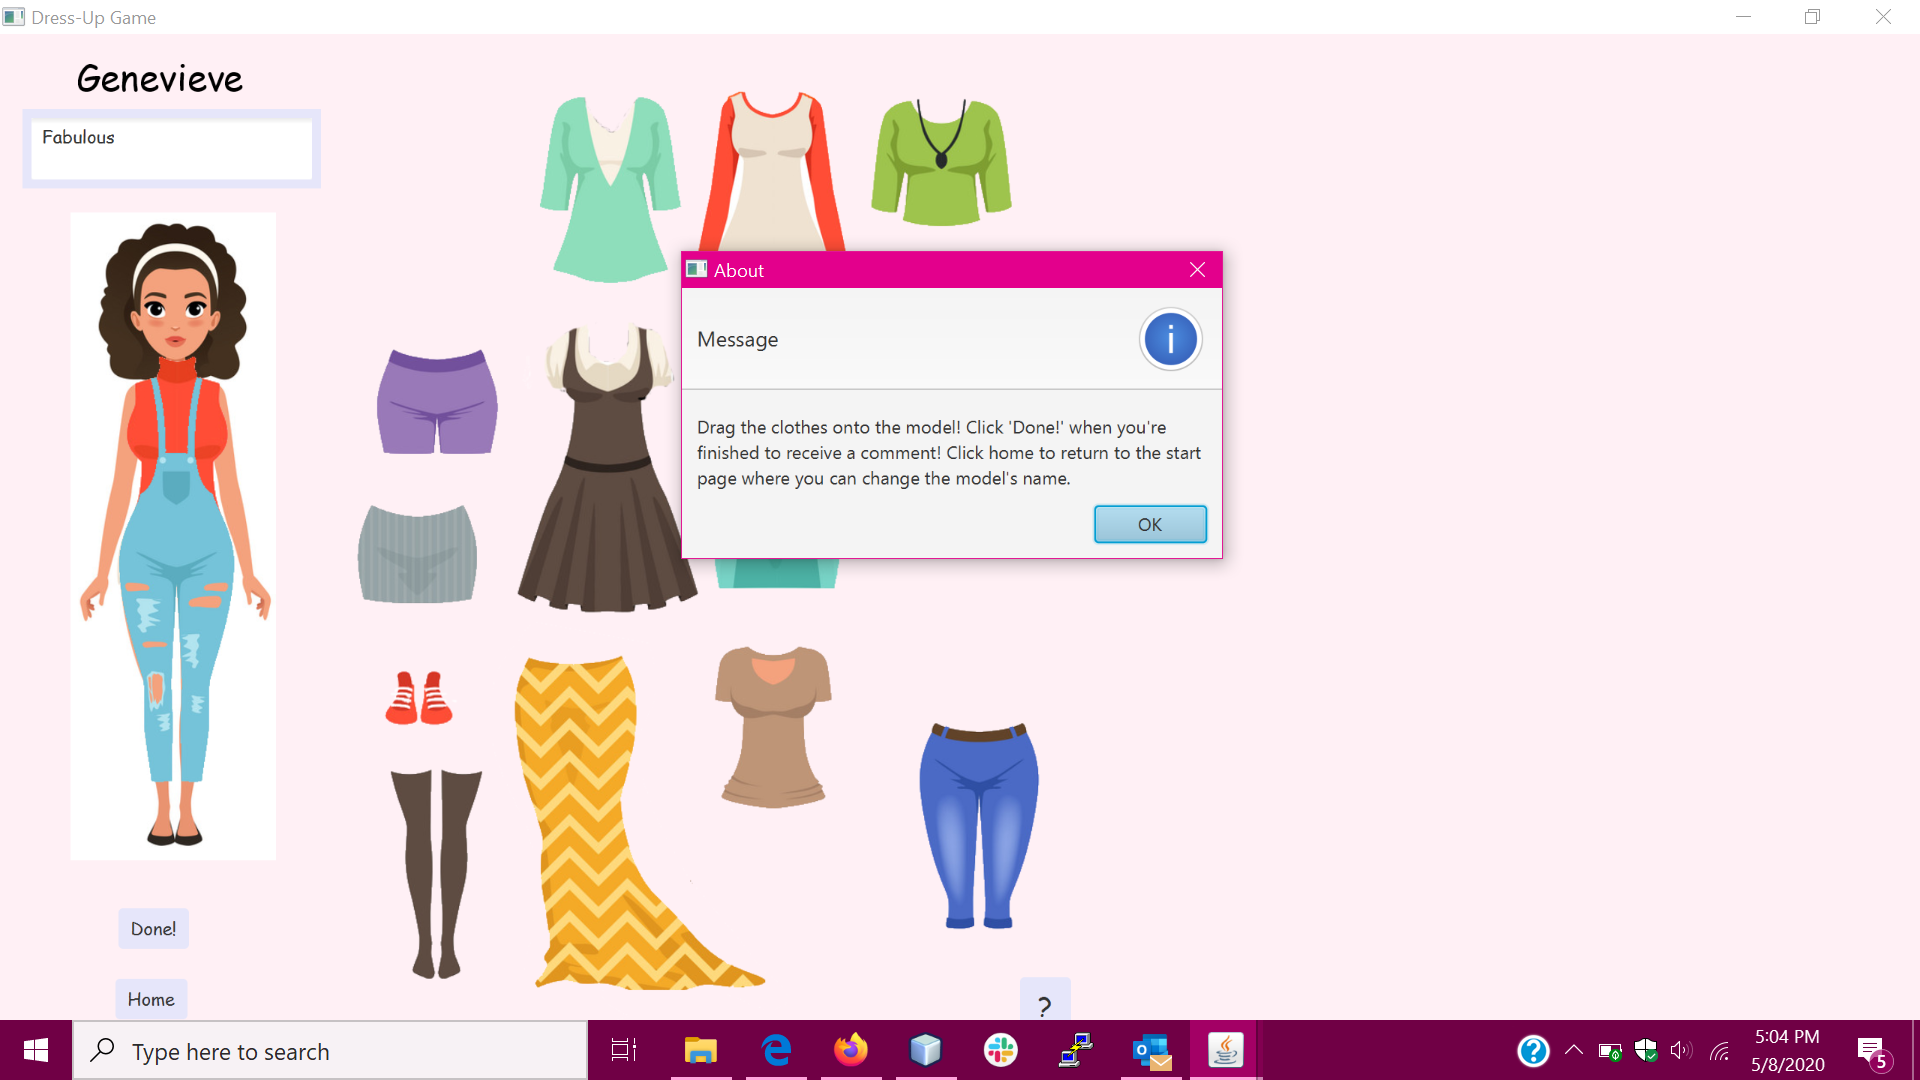 Dress-Up Game
Genevieve
Fabulous
About
Message
i
Drag the clothes onto the model! Click 'Done!' when you're
finished to receive a comment! Click home to return to the start
page where you can change the model's name.
OK
Done!
Home
?
Type here to search
?
5:04 PM
5/8/2020
5